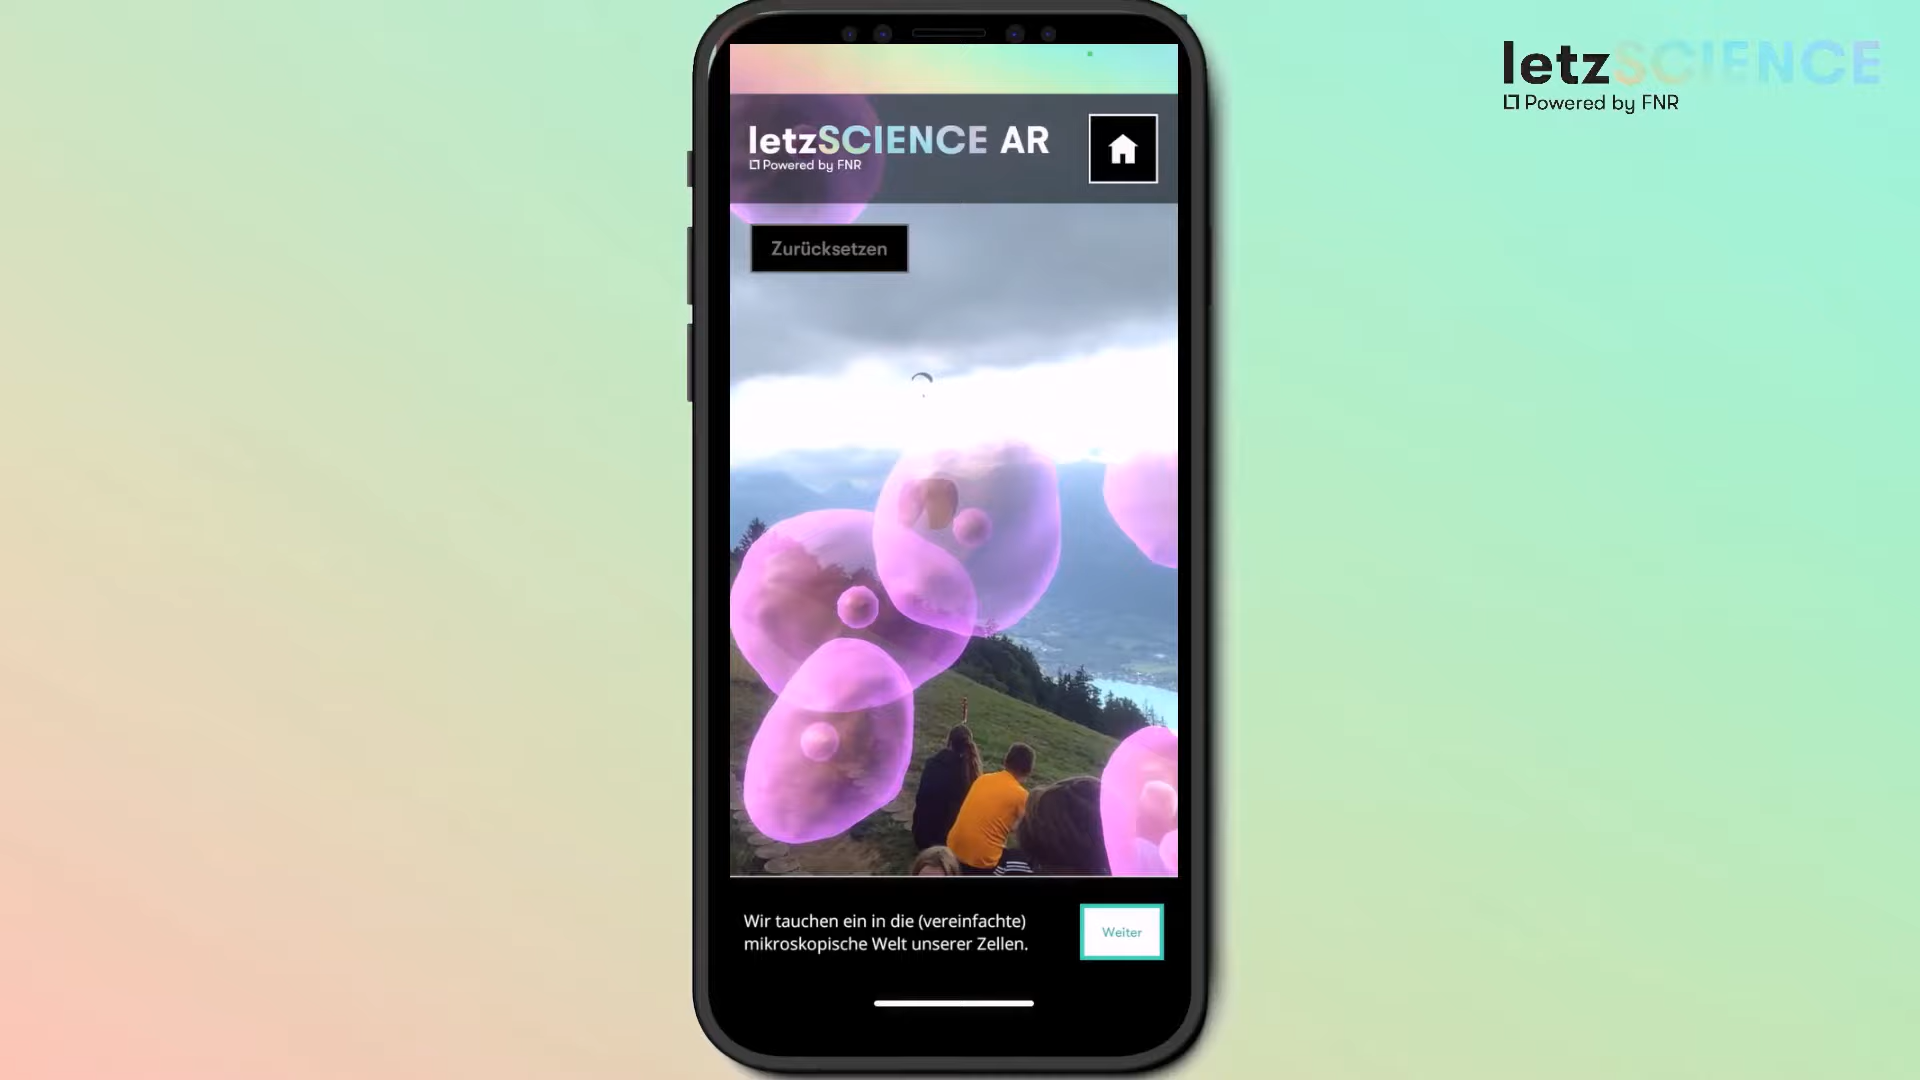 letzSCIENCE
Powered by FNR
letzSCIENCE AR
Powered by FNR
Zurücksetzen
Wir tauchen ein in die (vereinfachte)
mikroskopische Welt unserer Zellen.
Weiter